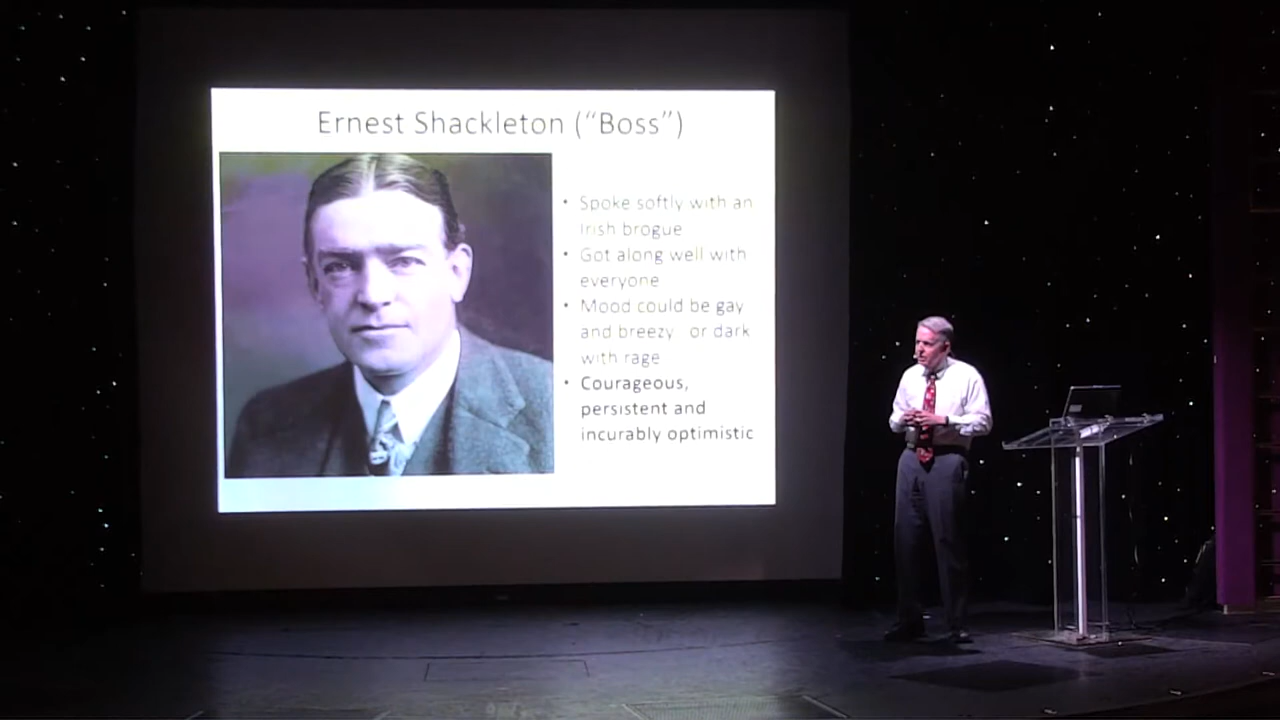 Ernest Shackleton (“Boss”)
• Spoke softly with an
Irish brogue
• Got along well with
everyone
• Mood could be gay
and breezy or dark
with rage
• Courageous,
persistent and
incurably optimistic